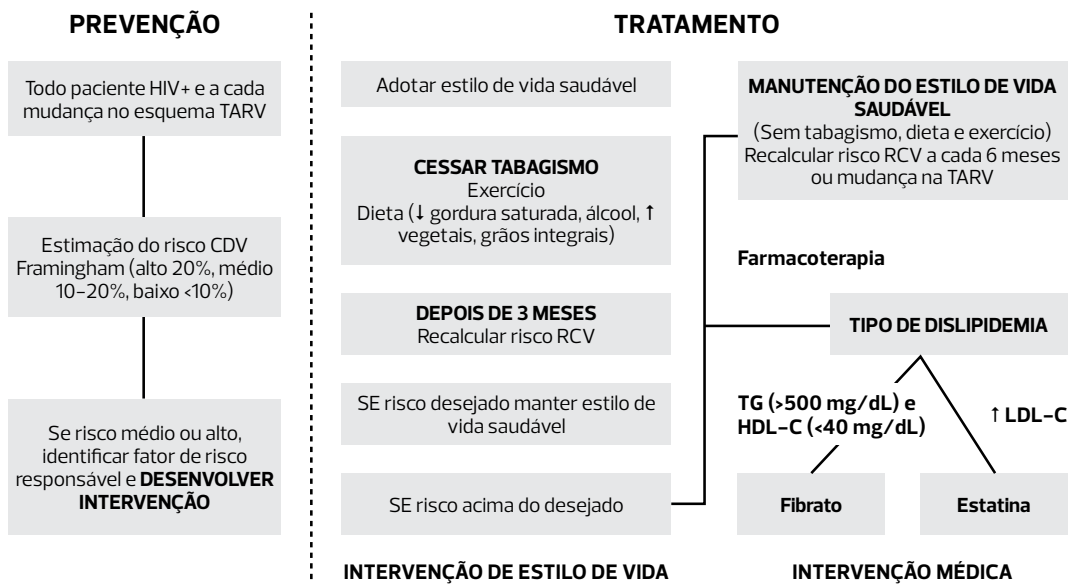 PREVENÇÃO
Todo paciente HIV+ e a cada
mudança no esquema TARV
Estimação do risco CDV
Framingham (alto 20%, médio
10–20%, baixo <10%)
Se risco médio ou alto,
identificar fator de risco
responsável e DESENVOLVER
INTERVENÇÃO
TRATAMENTO
Adotar estilo de vida saudável
CESSAR TABAGISMO
Exercício
Dieta (↓ gordura saturada, álcool, ↑
vegetais, grãos integrais)
DEPOIS DE 3 MESES
Recalcular risco RCV
SE risco desejado manter estilo de
vida saudável
SE risco acima do desejado
INTERVENÇÃO DE ESTILO DE VIDA
MANUTENÇÃO DO ESTILO DE VIDA
SAUDÁVEL
(Sem tabagismo, dieta e exercício)
Recalcular risco RCV a cada 6 meses
ou mudança na TARV
Farmacoterapia
TIPO DE DISLIPIDEMIA
TG (>500 mg/dL) e
HDL–C (<40 mg/dL)
↑ LDL–C
Fibrato
Estatina
INTERVENÇÃO MÉDICA